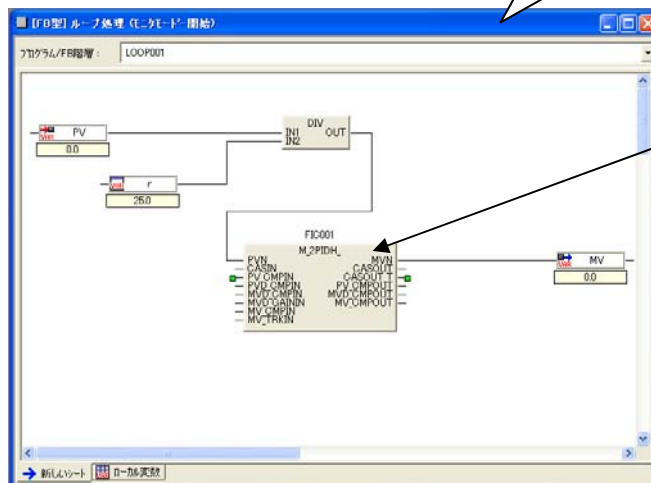 [FB型] ループ処理 (モニタモード 開始)
プログラム/FB階層：
LOOP001
PV
0.0
r
25.0
DIV
IN1
IN2
OUT
FIC001
M_2PIDH_
PVN
CASIN
PV_CMPIN
PVD_CMPIN
MVD_CMPIN
MVD_GAININ
MV_CMPIN
MV_TRKIN
MVN
CASOUT
CASOUT_T
PV_CMPOUT
MVD_CMPOUT
MV_CMPOUT
MV
0.0
新しいシート
ローカル変数